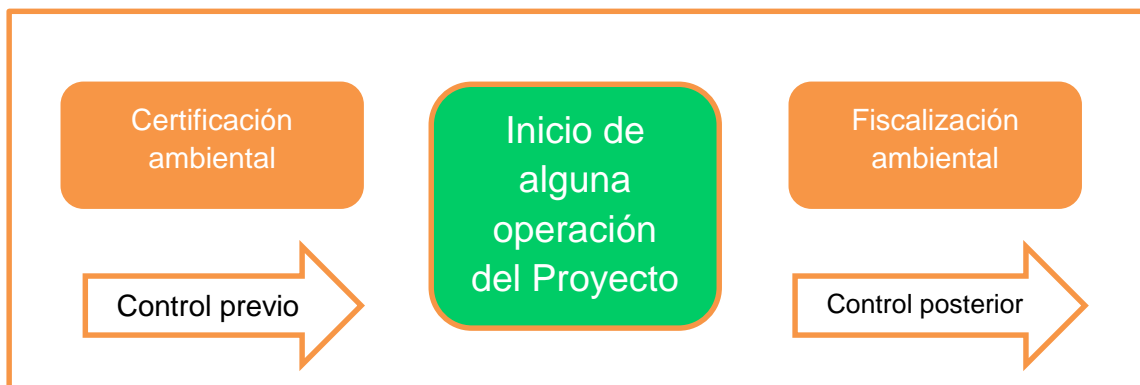 Certificación
ambiental
Control previo
Inicio de
alguna
operación
del Proyecto
Fiscalización
ambiental
Control posterior